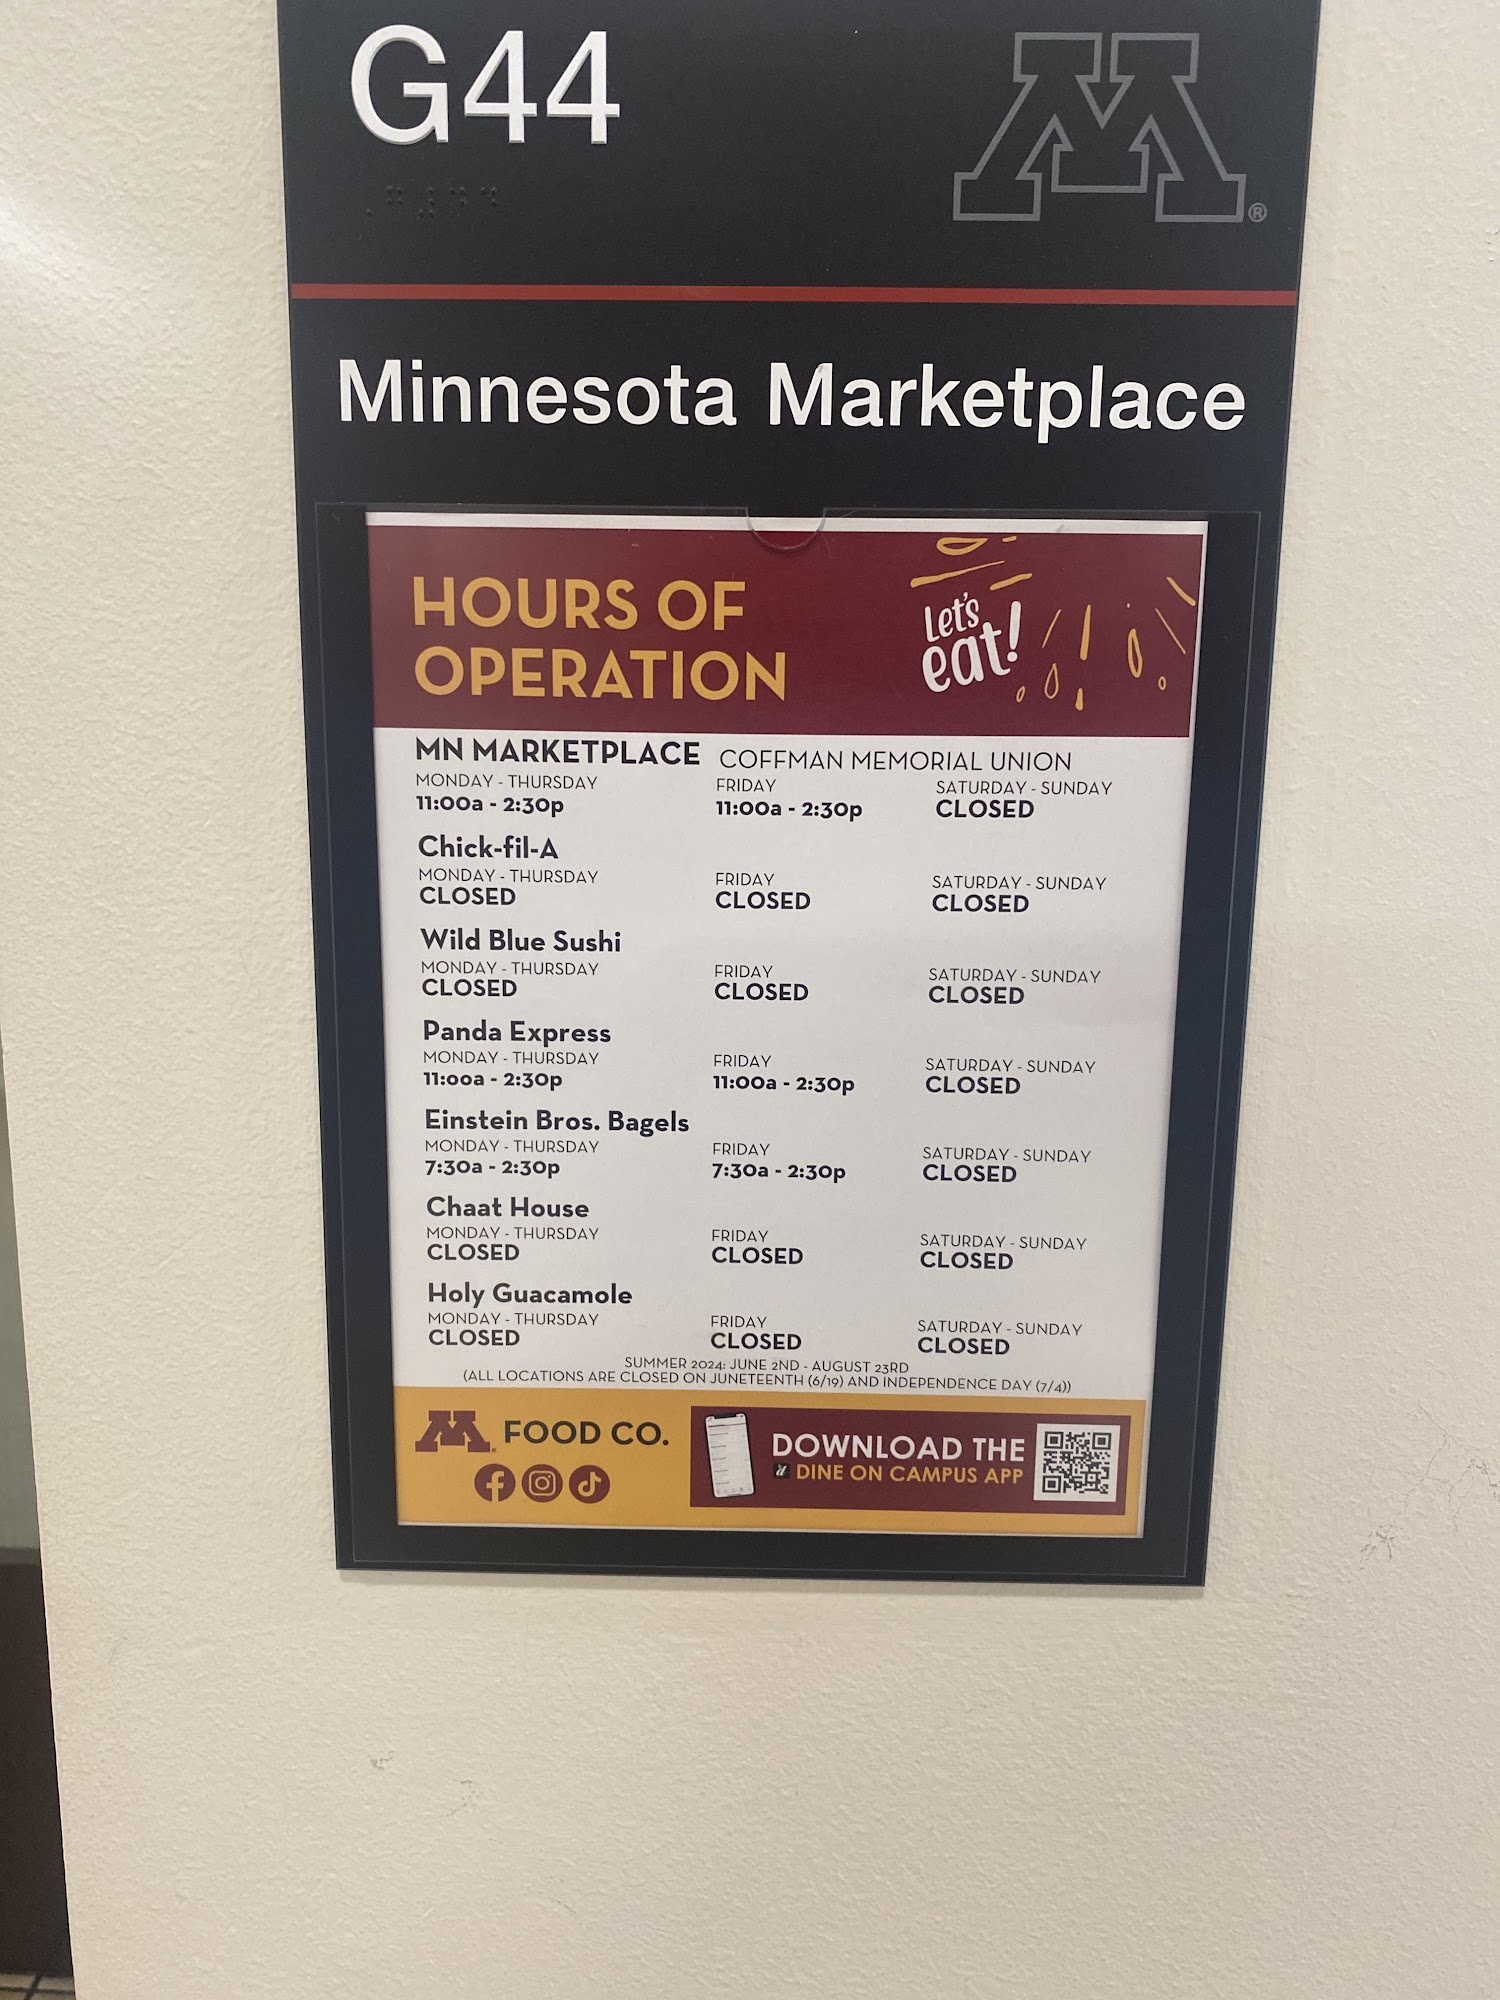 G44
®
Minnesota Marketplace
HOURS OF
OPERATION
Let's
eat!
MN MARKETPLACE COFFMAN MEMORIAL UNION
MONDAY - THURSDAY FRIDAY SATURDAY - SUNDAY
11:00a - 2:30p 11:00a - 2:30p CLOSED
Chick-fil-A
MONDAY - THURSDAY FRIDAY SATURDAY - SUNDAY
CLOSED CLOSED CLOSED
Wild Blue Sushi
MONDAY - THURSDAY FRIDAY SATURDAY - SUNDAY
CLOSED CLOSED CLOSED
Panda Express
MONDAY - THURSDAY FRIDAY SATURDAY - SUNDAY
11:00a - 2:30p 11:00a - 2:30p CLOSED
Einstein Bros. Bagels
MONDAY - THURSDAY FRIDAY SATURDAY - SUNDAY
7:30a - 2:30p 7:30a - 2:30p CLOSED
Chaat House
MONDAY - THURSDAY FRIDAY SATURDAY - SUNDAY
CLOSED CLOSED CLOSED
Holy Guacamole
MONDAY - THURSDAY FRIDAY SATURDAY - SUNDAY
CLOSED CLOSED CLOSED
SUMMER 2024: JUNE 2ND - AUGUST 23RD
(ALL LOCATIONS ARE CLOSED ON JUNETEENTH (6/19) AND INDEPENDENCE DAY (7/4))
M FOOD CO.
DOWNLOAD THE
DINE ON CAMPUS APP